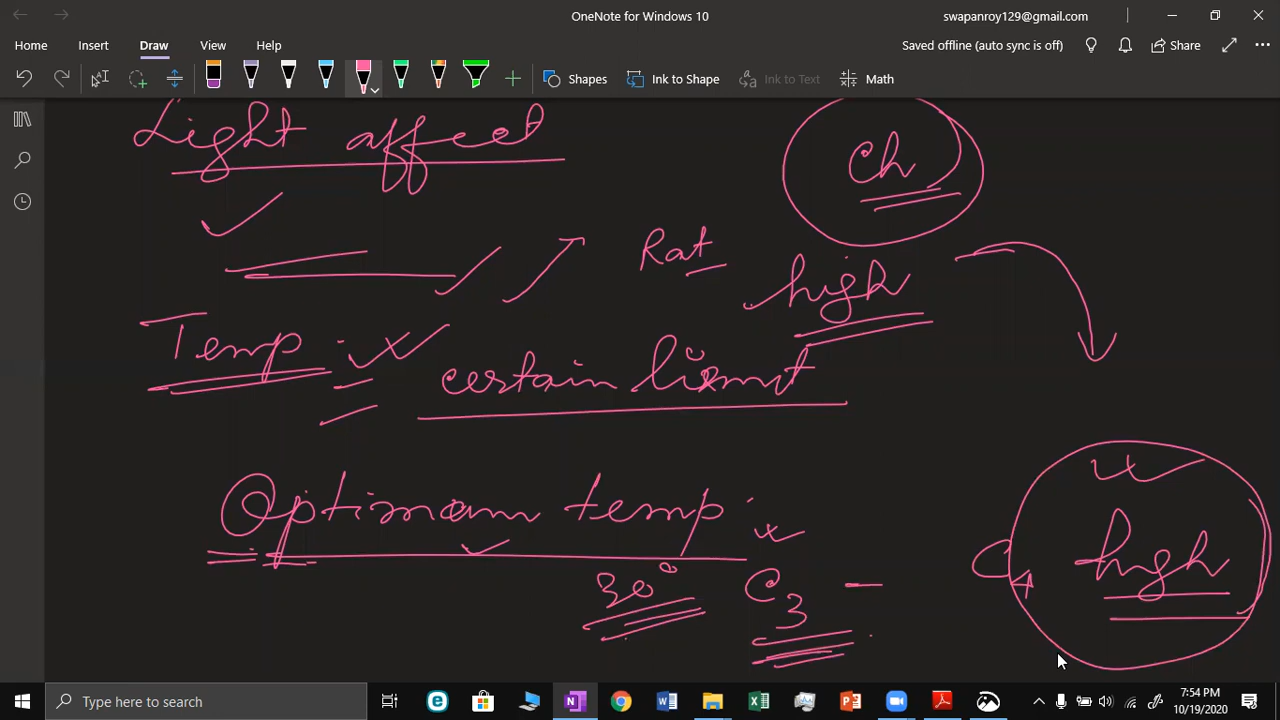 OneNote for Windows 10
swapanroy129@gmail.com
Home Insert Draw View Help
Saved offline (auto sync is off)
Share
Shapes
Ink to Shape
Ink to Text
Math
Light affect
ch
Rat
high
Temp :-
certain limit
Optimam temp :
30° C3 -
C4 high
Type here to search
7:54 PM
10/19/2020